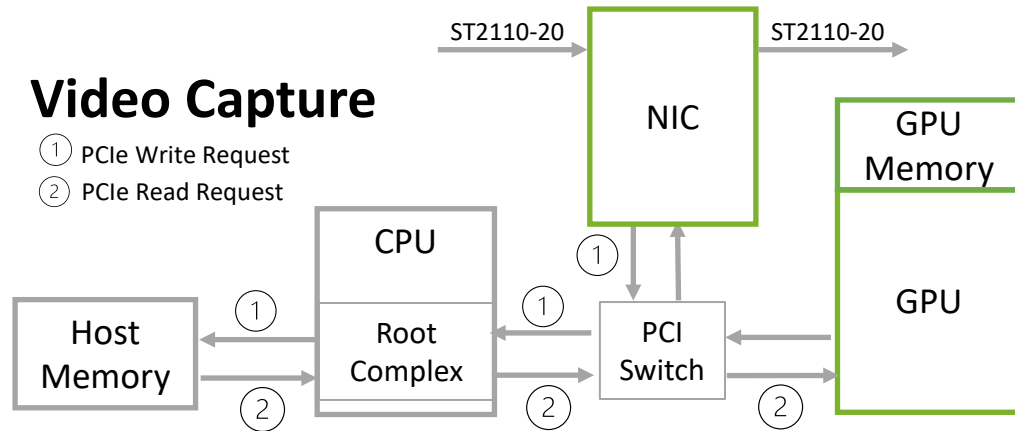 ST2110-20
ST2110-20
Video Capture
1 PCIe Write Request
2 PCIe Read Request
NIC
GPU
Memory
CPU
1
GPU
1
1
Host
Memory
Root
Complex
PCI
Switch
2
2
2